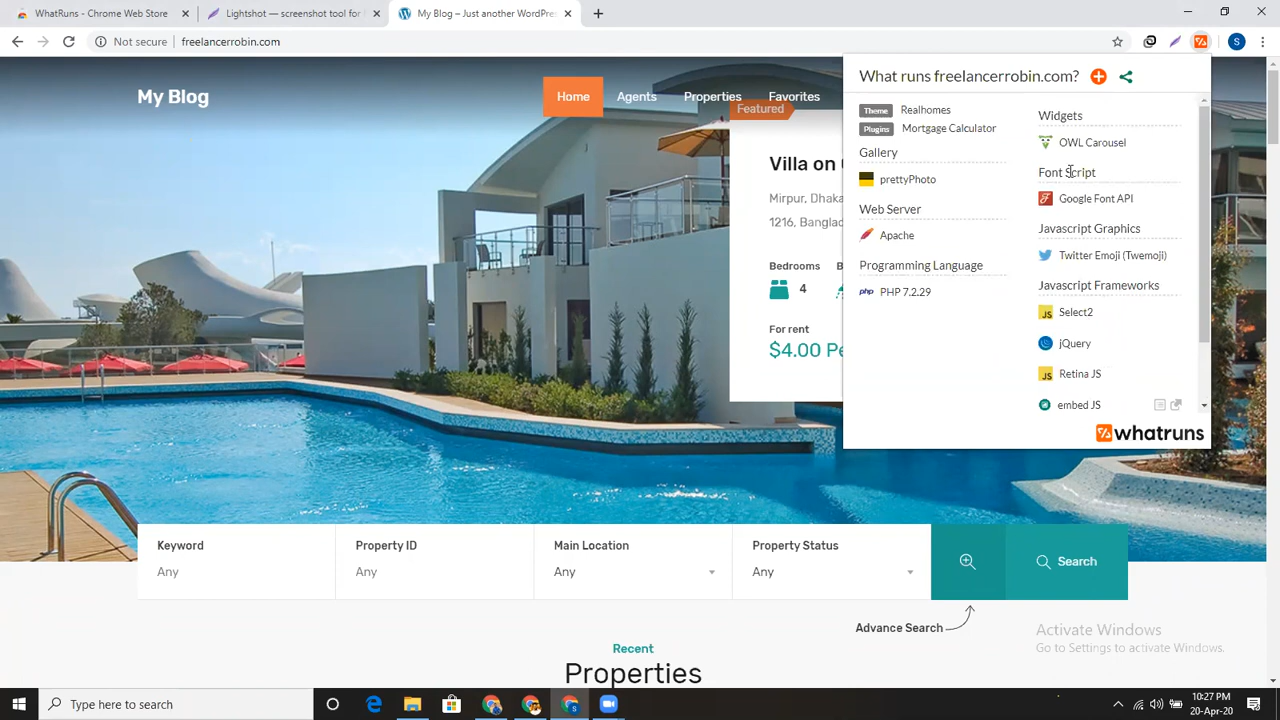 WhatRuns - Chrome Web Store
Lightshot — screenshot tool for
My Blog – Just another WordPres
Not secure
freelancerrobin.com
S
My Blog
Home
Agents
Properties
Favorites
Featured
Villa on
Mirpur, Dhaka
1216, Banglad
Bedrooms
4
For rent
$4.00 Pe
What runs freelancerrobin.com?
Theme Realhomes
Plugins Mortgage Calculator
Gallery
prettyPhoto
Web Server
Apache
Programming Language
php PHP 7.2.29
Widgets
OWL Carousel
Font Script
Google Font API
Javascript Graphics
Twitter Emoji (Twemoji)
Javascript Frameworks
JS Select2
jQuery
JS Retina JS
embed JS
whatruns
Keyword
Any
Property ID
Any
Main Location
Any
Property Status
Any
Search
Advance Search
Recent
Properties
Activate Windows
Go to Settings to activate Windows.
Type here to search
10:27 PM
20-Apr-20